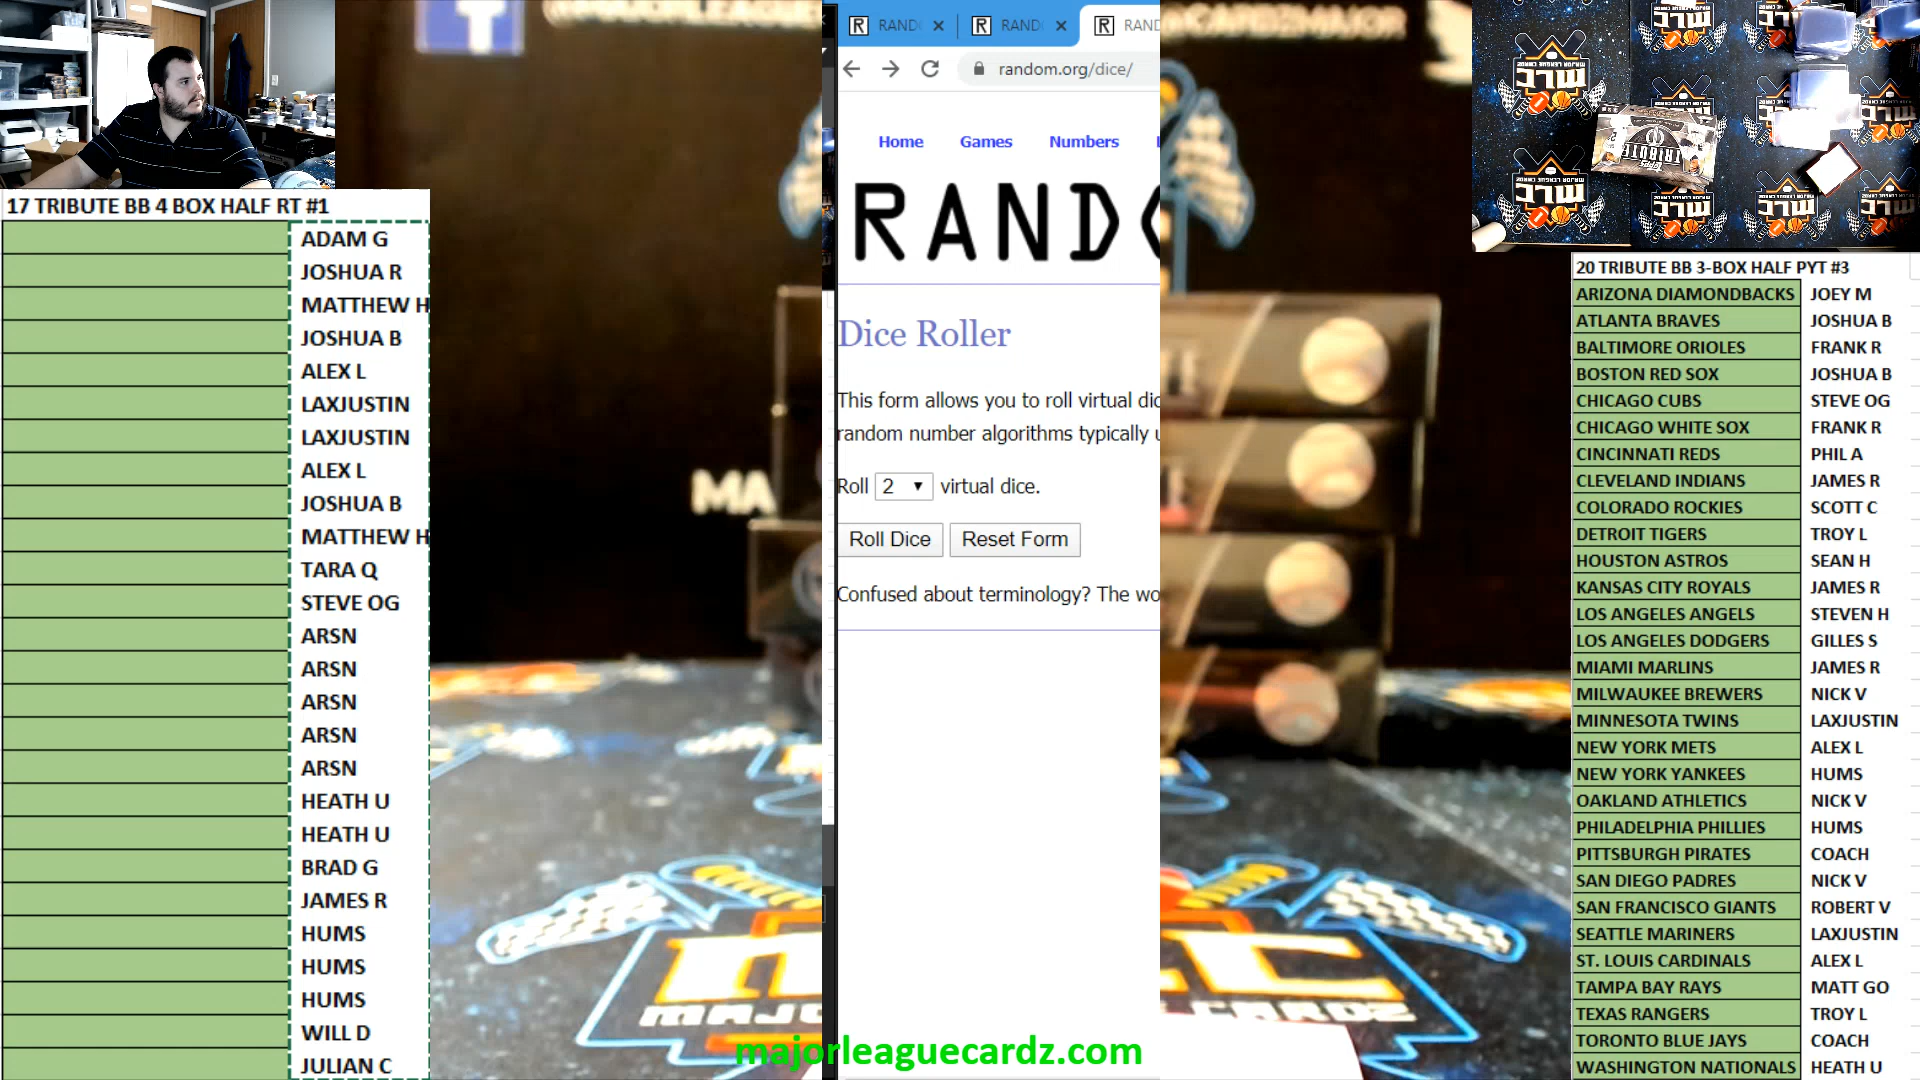 17 TRIBUTE BB 4 BOX HALF RT #1
ADAM G
JOSHUA R
MATTHEW H
JOSHUA B
ALEX L
LAXJUSTIN
LAXJUSTIN
ALEX L
JOSHUA B
MATTHEW H
TARA Q
STEVE OG
ARSN
ARSN
ARSN
ARSN
ARSN
HEATH U
HEATH U
BRAD G
JAMES R
HUMS
HUMS
HUMS
WILL D
JULIAN C
MA
RAND
RAND
RAND
random.org/dice/
Home Games Numbers
RANDO
Dice Roller
This form allows you to roll virtual dic
random number algorithms typically u
Roll 2 virtual dice.
Roll Dice Reset Form
Confused about terminology? The wo
majorleaguecardz.com
TRIBUTE
20 TRIBUTE BB 3-BOX HALF PYT #3
ARIZONA DIAMONDBACKS JOEY M
ATLANTA BRAVES JOSHUA B
BALTIMORE ORIOLES FRANK R
BOSTON RED SOX JOSHUA B
CHICAGO CUBS STEVE OG
CHICAGO WHITE SOX FRANK R
CINCINNATI REDS PHIL A
CLEVELAND INDIANS JAMES R
COLORADO ROCKIES SCOTT C
DETROIT TIGERS TROY L
HOUSTON ASTROS SEAN H
KANSAS CITY ROYALS JAMES R
LOS ANGELES ANGELS STEVEN H
LOS ANGELES DODGERS GILLES S
MIAMI MARLINS JAMES R
MILWAUKEE BREWERS NICK V
MINNESOTA TWINS LAXJUSTIN
NEW YORK METS ALEX L
NEW YORK YANKEES HUMS
OAKLAND ATHLETICS NICK V
PHILADELPHIA PHILLIES HUMS
PITTSBURGH PIRATES COACH
SAN DIEGO PADRES NICK V
SAN FRANCISCO GIANTS ROBERT V
SEATTLE MARINERS LAXJUSTIN
ST. LOUIS CARDINALS ALEX L
TAMPA BAY RAYS MATT GO
TEXAS RANGERS TROY L
TORONTO BLUE JAYS COACH
WASHINGTON NATIONALS HEATH U